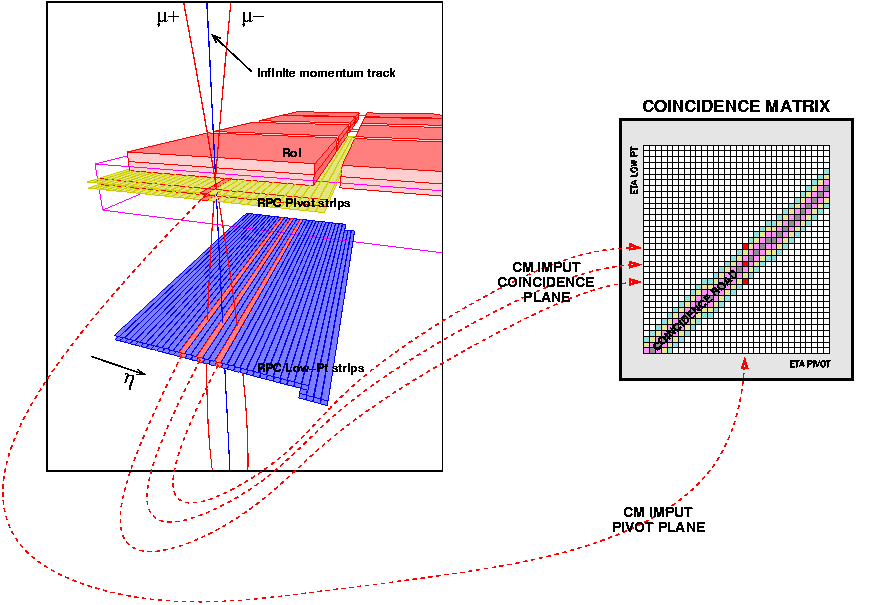 μ+ μ−
Infinite momentum track
COINCIDENCE MATRIX
RoI
ETA LOW PT
RPC Pivot strips
CM IMPUT
COINCIDENCE
PLANE
COINCIDENCE ROAD
RPC Low-Pt strips
ETA PIVOT
η
CM IMPUT
PIVOT PLANE